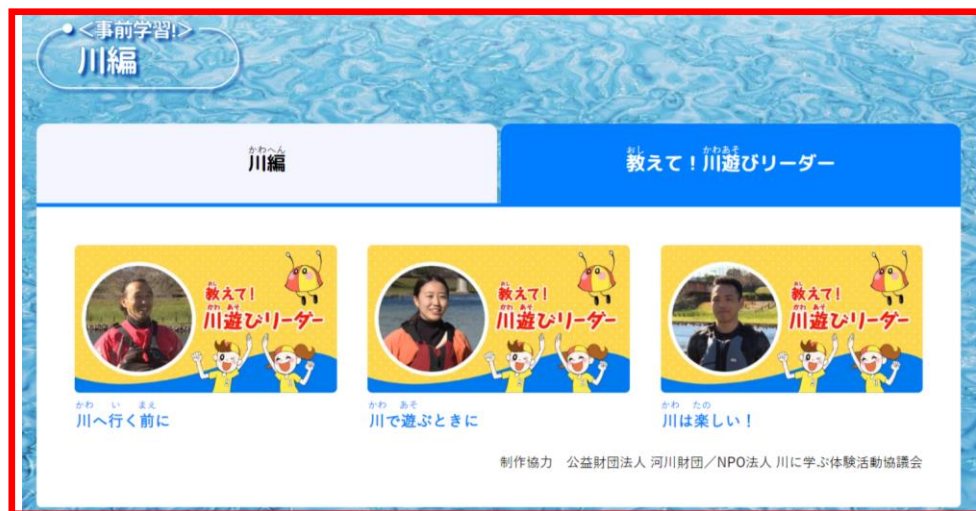 ＜事前学習!＞
川編
かわへん
川編
おし かわあそ
教えて！川遊びリーダー
おし
教えて!
かわ あそ
川遊びリーダー
おし
教えて!
かわ あそ
川遊びリーダー
おし
教えて!
かわ あそ
川遊びリーダー
かわ い まえ
川へ行く前に
かわ あそ
川で遊ぶときに
かわ たの
川は楽しい！
制作協力 公益財団法人 河川財団／NPO法人 川に学ぶ体験活動協議会